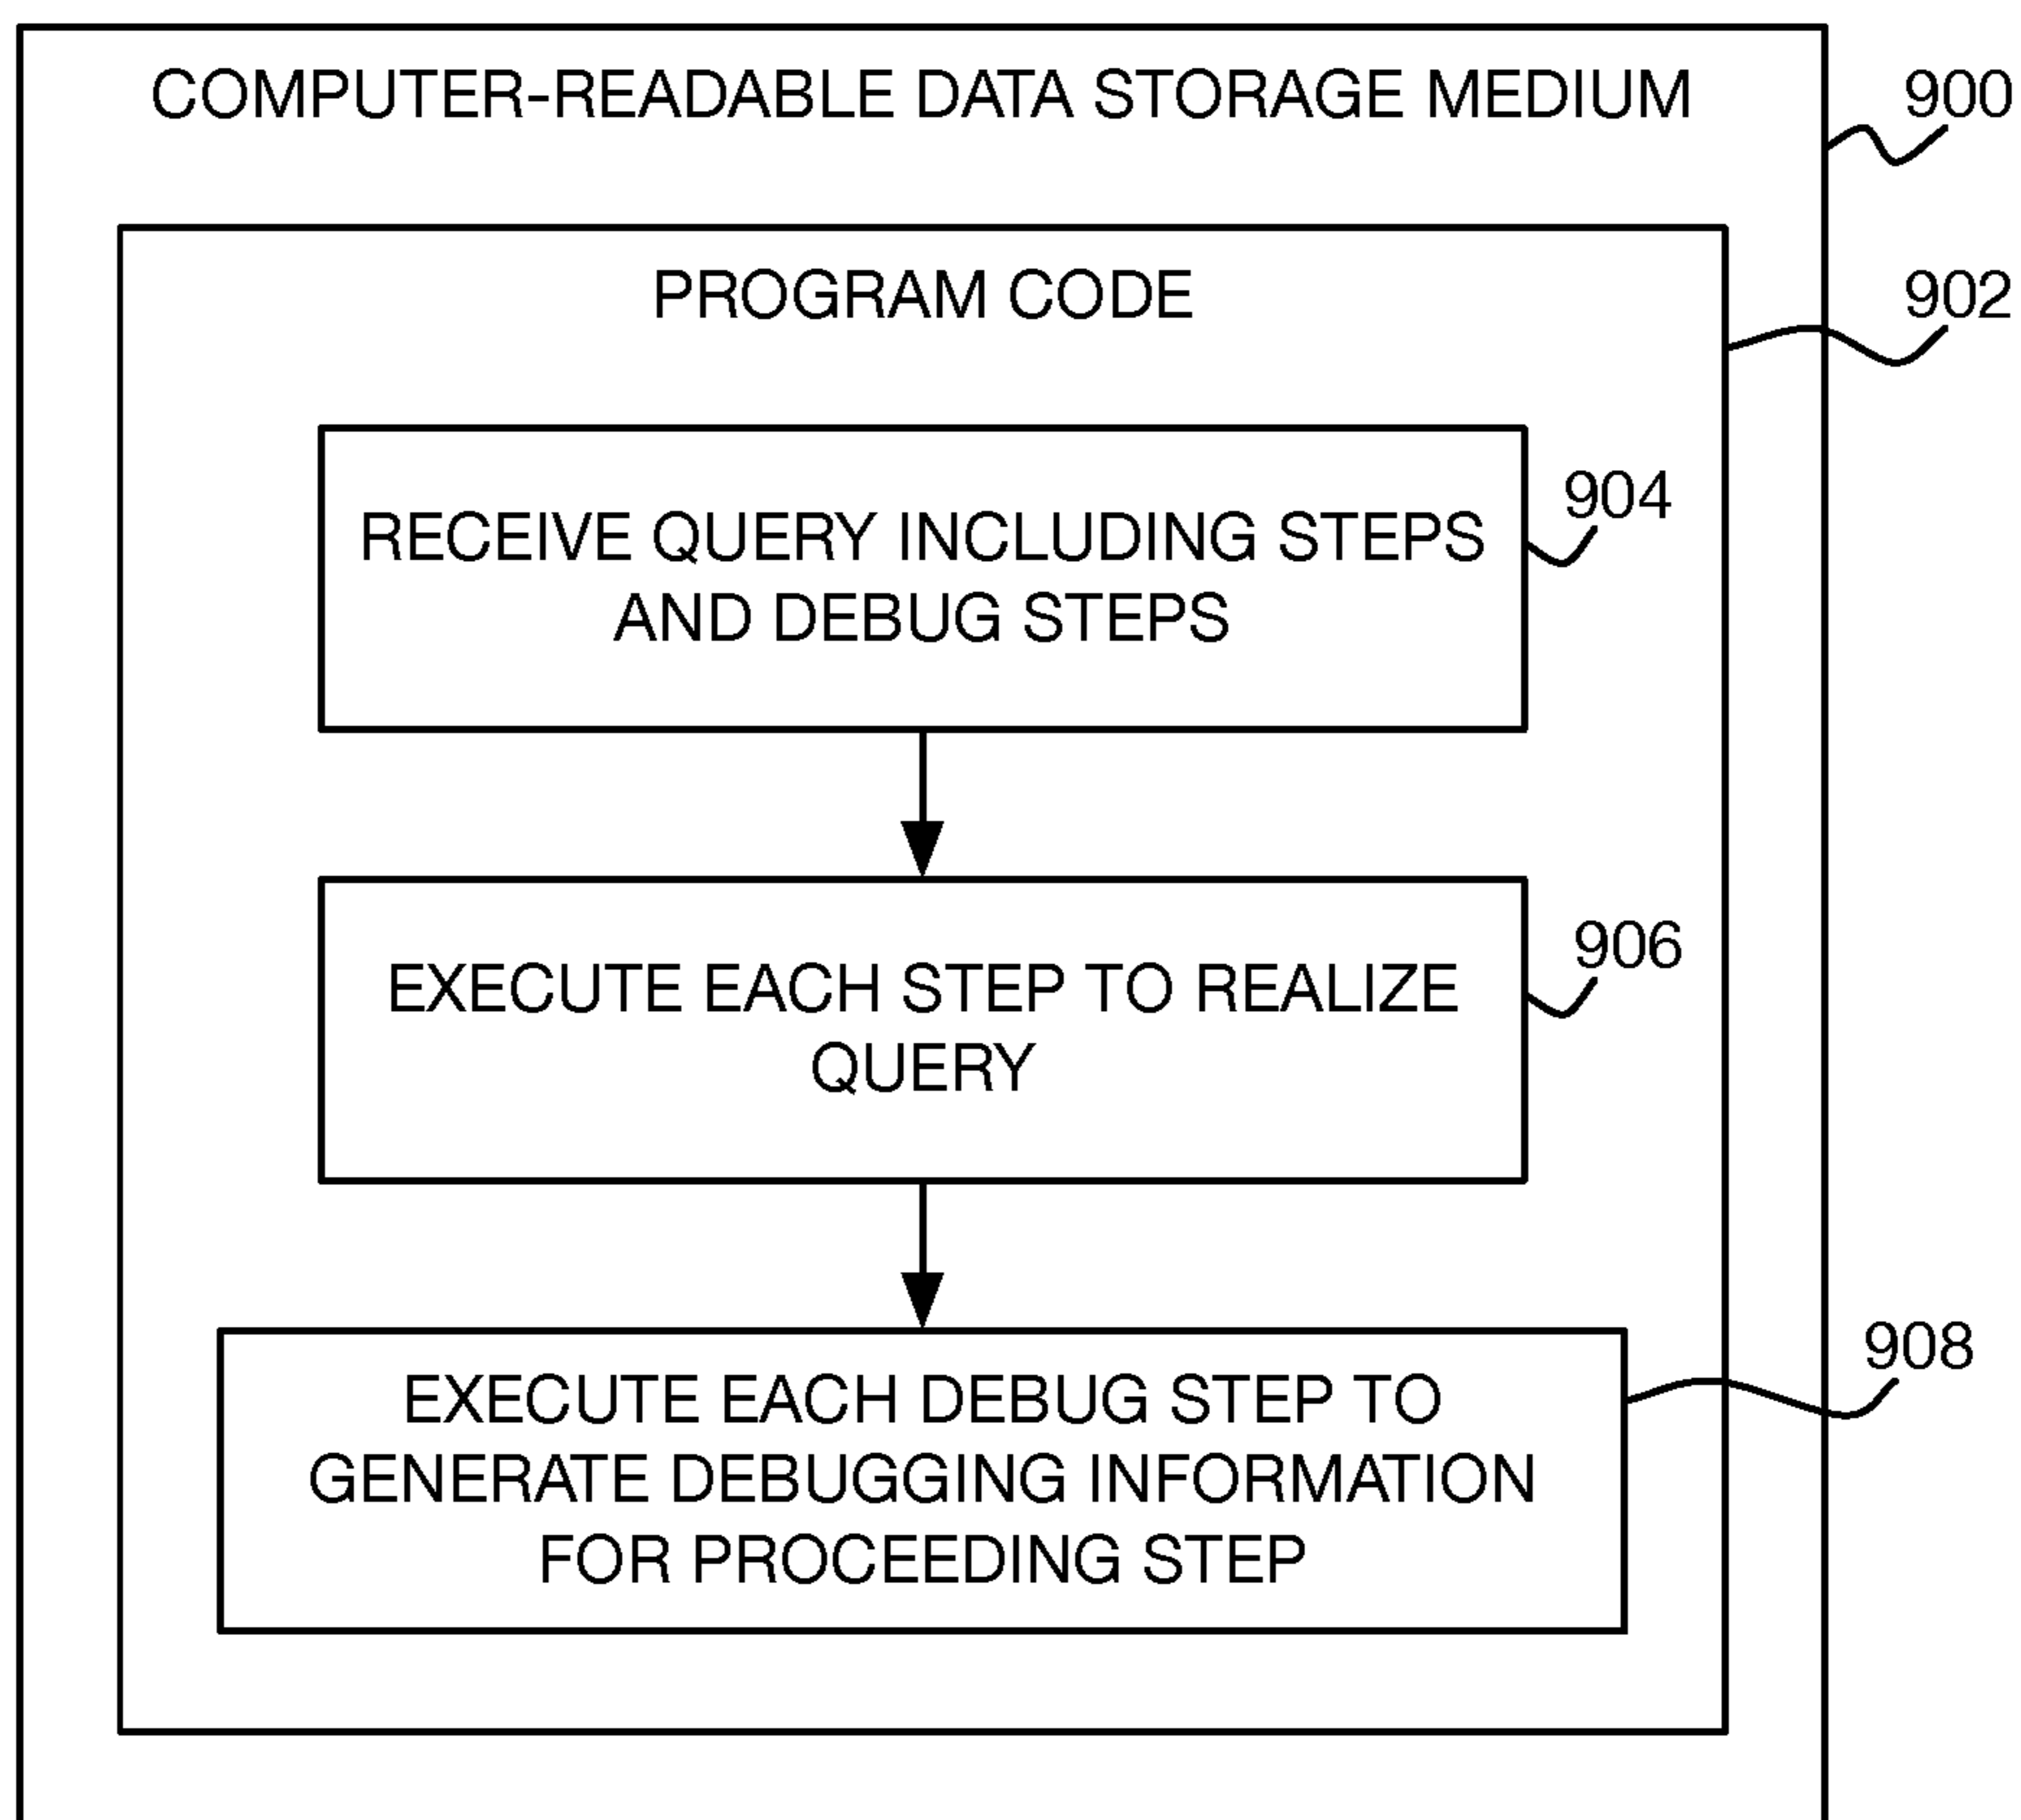 COMPUTER-READABLE DATA STORAGE MEDIUM
900
PROGRAM CODE
902
RECEIVE QUERY INCLUDING STEPS
AND DEBUG STEPS
904
EXECUTE EACH STEP TO REALIZE
QUERY
906
EXECUTE EACH DEBUG STEP TO
GENERATE DEBUGGING INFORMATION
FOR PROCEEDING STEP
908